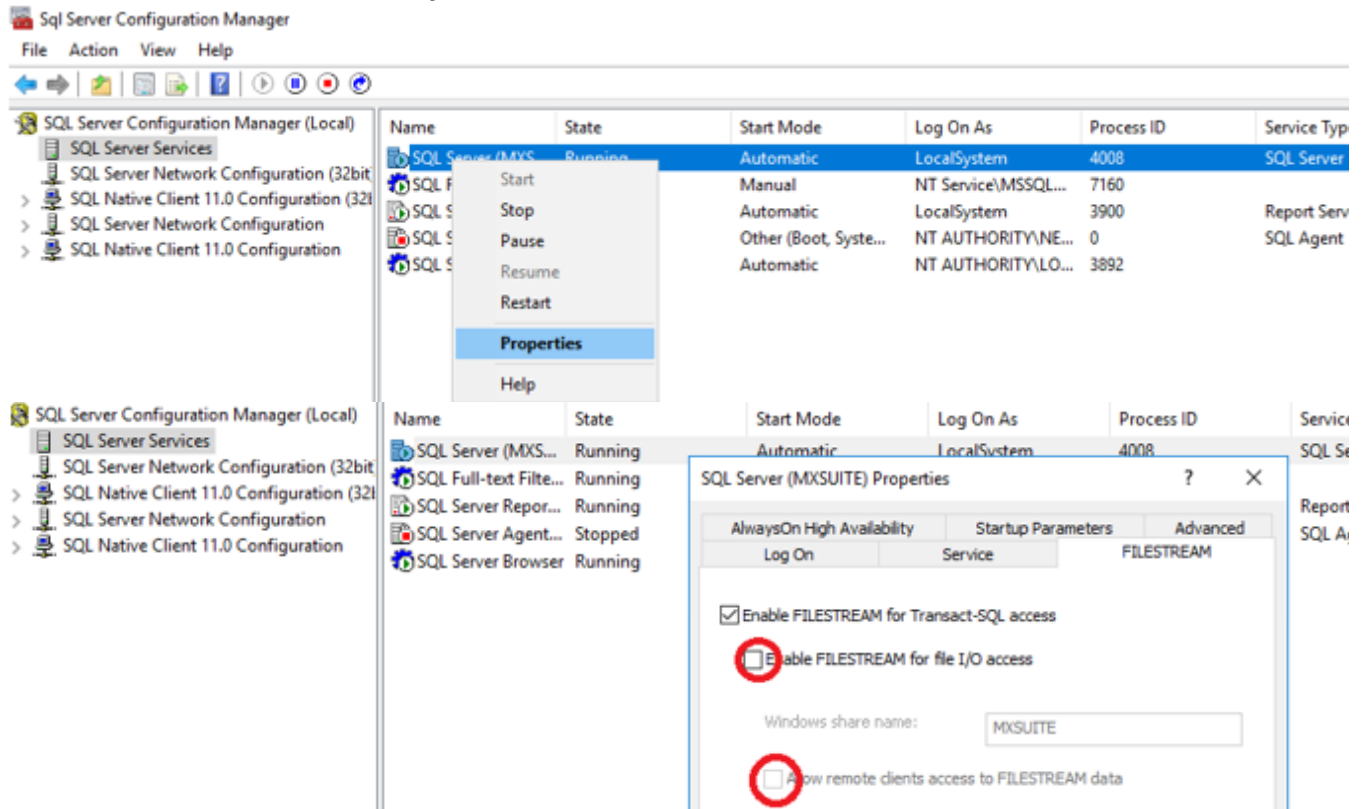 Sql Server Configuration Manager
File Action View Help
SQL Server Configuration Manager (Local)
SQL Server Services
SQL Server Network Configuration (32bit
SQL Native Client 11.0 Configuration (32
SQL Server Network Configuration
SQL Native Client 11.0 Configuration
Name State Start Mode Log On As Process ID Service Typ
SQL Server (MXS... Running Automatic LocalSystem 4008 SQL Server
SQL F Manual NT Service\MSSQL... 7160
SQL S Automatic LocalSystem 3900 Report Serv
SQL S Other (Boot, Syste... NT AUTHORITY\NE... 0 SQL Agent
SQL S Automatic NT AUTHORITY\LO... 3892
Start
Stop
Pause
Resume
Restart
Properties
Help
SQL Server Configuration Manager (Local)
SQL Server Services
SQL Server Network Configuration (32bit
SQL Native Client 11.0 Configuration (32
SQL Server Network Configuration
SQL Native Client 11.0 Configuration
Name State Start Mode Log On As Process ID Service
SQL Server (MXS... Running Automatic LocalSystem 4008 SQL Se
SQL Full-text Filte... Running
SQL Server Repor... Running Report
SQL Server Agent... Stopped SQL A
SQL Server Browser Running
SQL Server (MXSUITE) Properties ? X
AlwaysOn High Availability Startup Parameters Advanced
Log On Service FILESTREAM
Enable FILESTREAM for Transact-SQL access
Enable FILESTREAM for file I/O access
Windows share name: MXSUITE
Allow remote clients access to FILESTREAM data